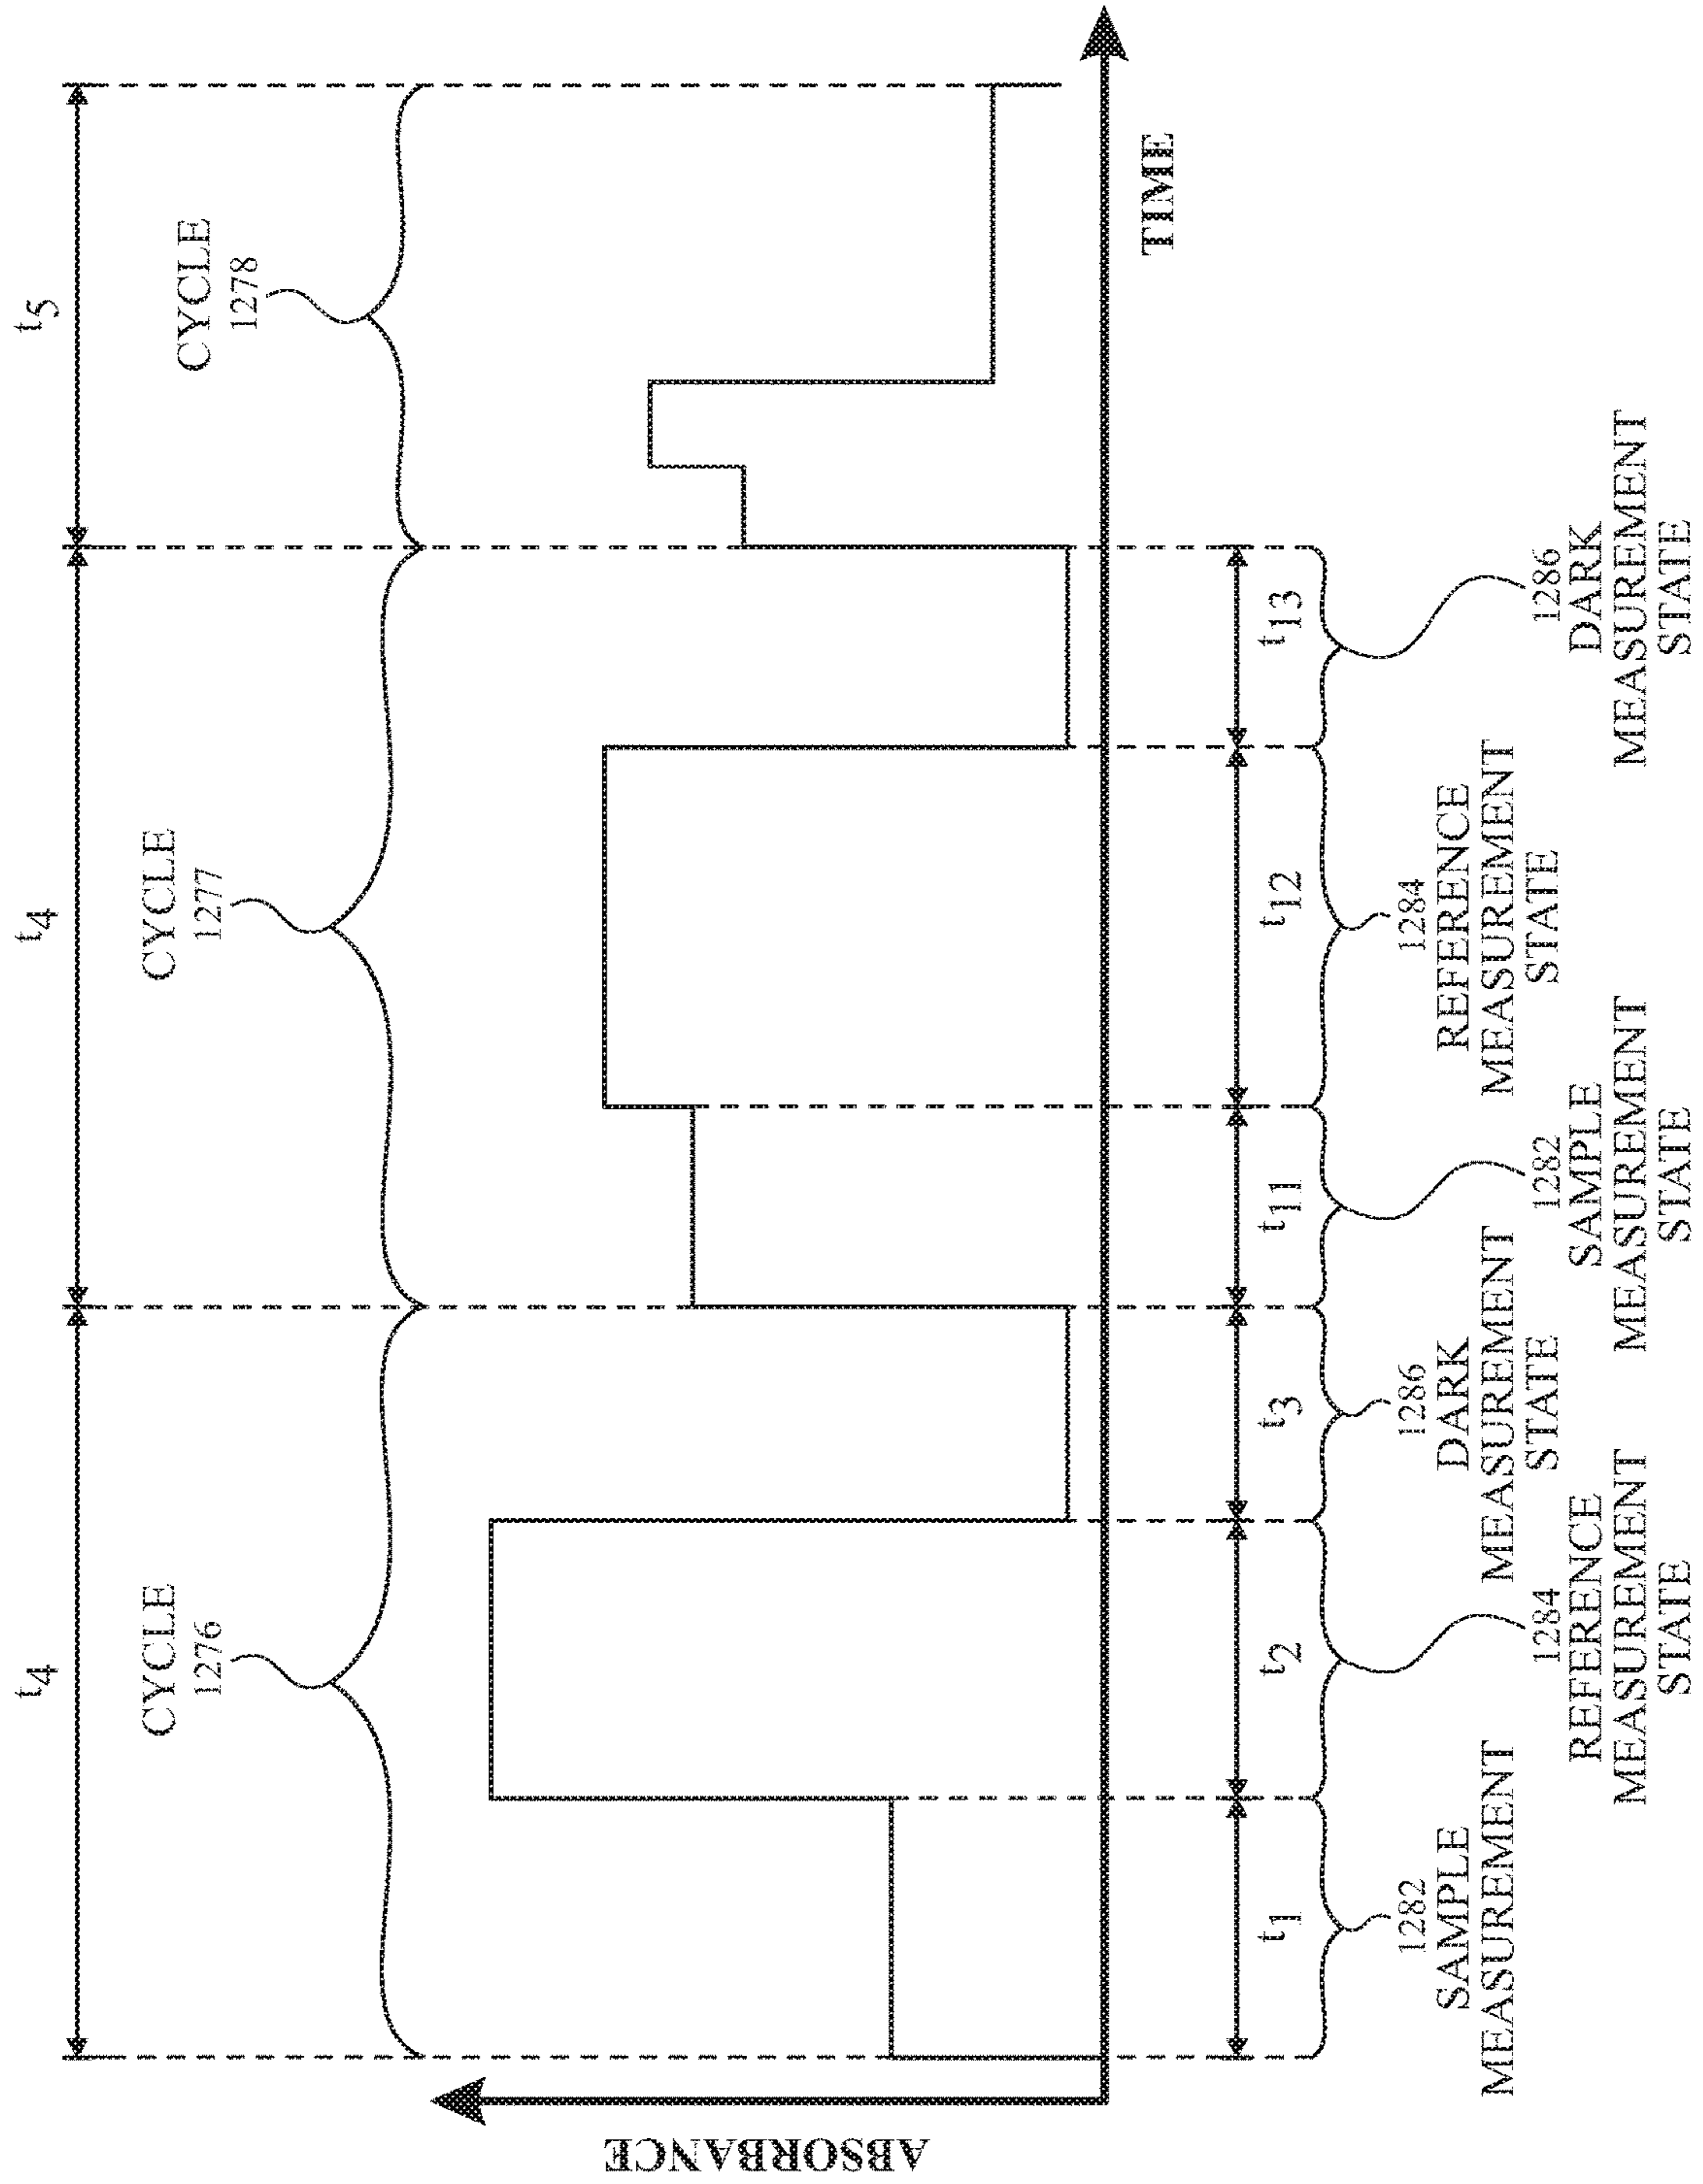 t4
t4
t5
CYCLE
1276
CYCLE
1277
CYCLE
1278
ABSORBANCE
TIME
t1
t2
t3
t11
t12
t13
1282
SAMPLE
MEASUREMENT
1284
REFERENCE
MEASUREMENT
STATE
1286
DARK
MEASUREMENT
STATE
1282
SAMPLE
MEASUREMENT
STATE
1284
REFERENCE
MEASUREMENT
STATE
1286
DARK
MEASUREMENT
STATE